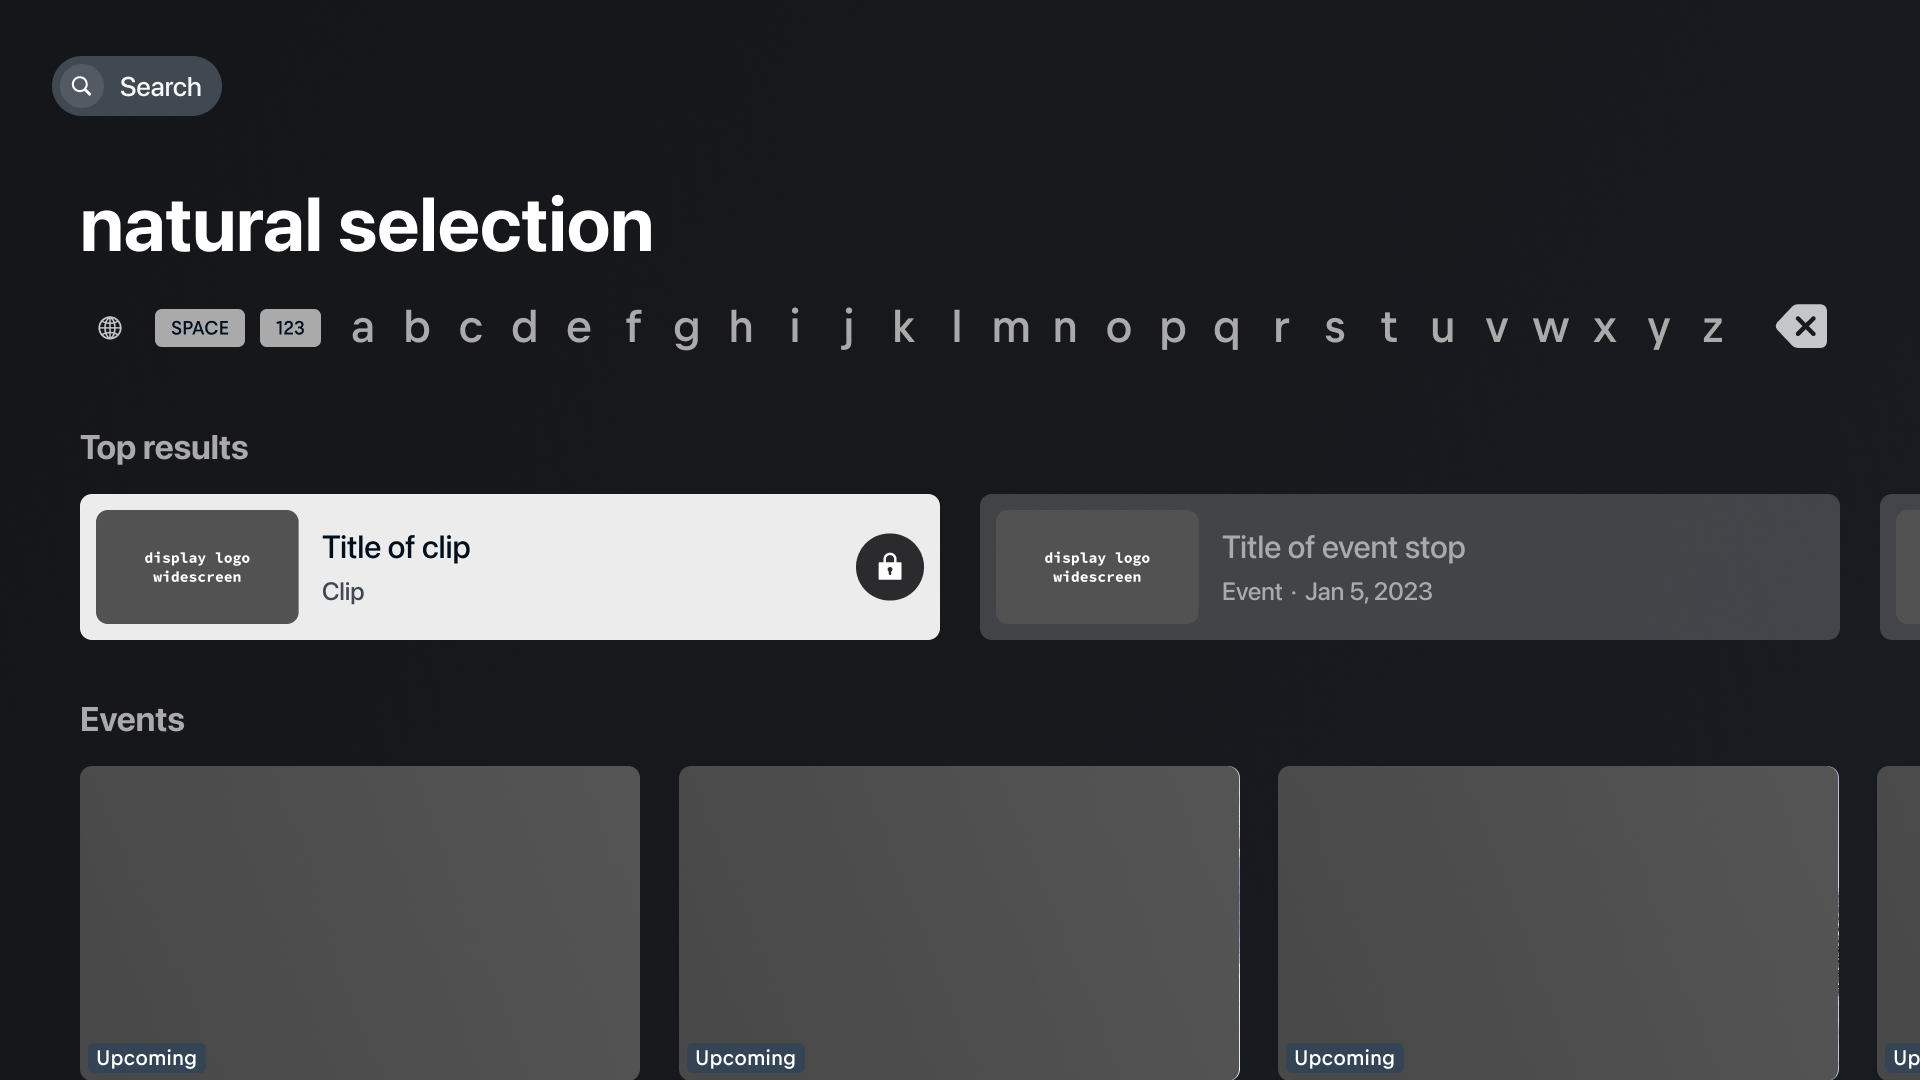 Search
natural selection
SPACE 123 a b c d e f g h i j k l m n o p q r s t u v w x y z
Top results
display logo
widescreen
Title of clip
Clip
display logo
widescreen
Title of event stop
Event · Jan 5, 2023
Events
Upcoming
Upcoming
Upcoming
Up